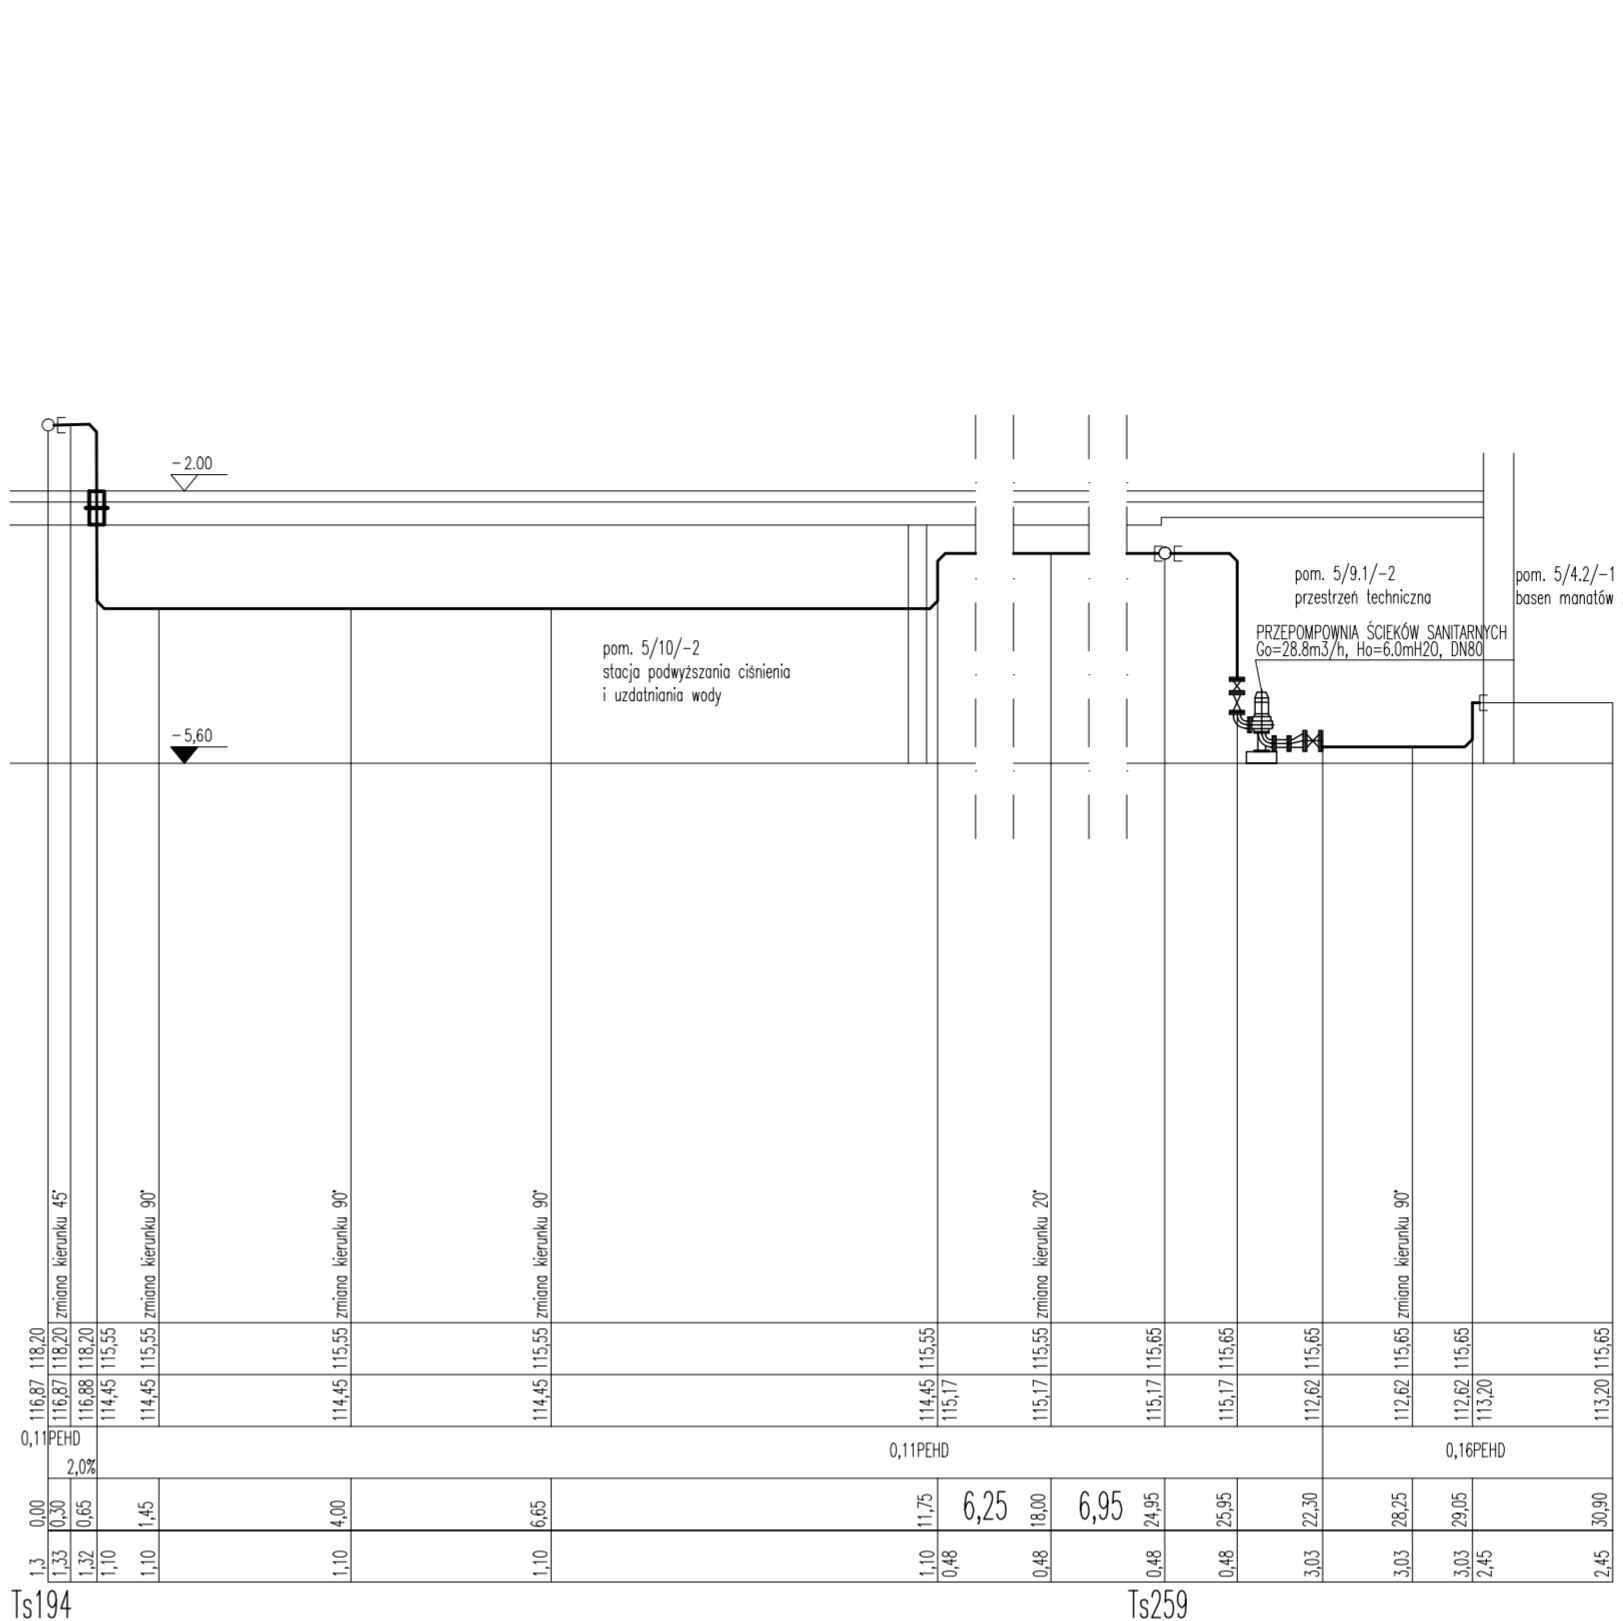 -2.00
-5,60
pom. 5/10/-2
stacja podwyższania ciśnienia
i uzdatniania wody
pom. 5/9.1/-2
przestrzeń techniczna
PRZEPOMPOWNIA ŚCIEKÓW SANITARNYCH
Go=28.8m3/h, Ho=6.0mH2O, DN80
pom. 5/4.2/-1
basen manatów
zmiana kierunku 45°
zmiana kierunku 90°
zmiana kierunku 90°
zmiana kierunku 90°
zmiana kierunku 20°
zmiana kierunku 90°
118,20 118,20 118,20 115,55 115,55 115,55 115,55 115,55 115,55 115,65 115,65 115,65 115,65 115,65 115,65
116,87 116,87 116,88 114,45 114,45 114,45 114,45 114,45 115,17 115,17 115,17 115,17 112,62 112,62 112,62 113,20 113,20
0,11PEHD
2,0%
0,11PEHD
0,16PEHD
0,00 0,30 0,65 1,45 4,00 6,65 11,75 6,25 18,00 6,95 24,95 25,95 22,30 28,25 29,05 30,90
1,3 1,33 1,32 1,10 1,10 1,10 1,10 1,10 0,48 0,48 0,48 0,48 3,03 3,03 3,03 2,45 2,45
Ts194
Ts259